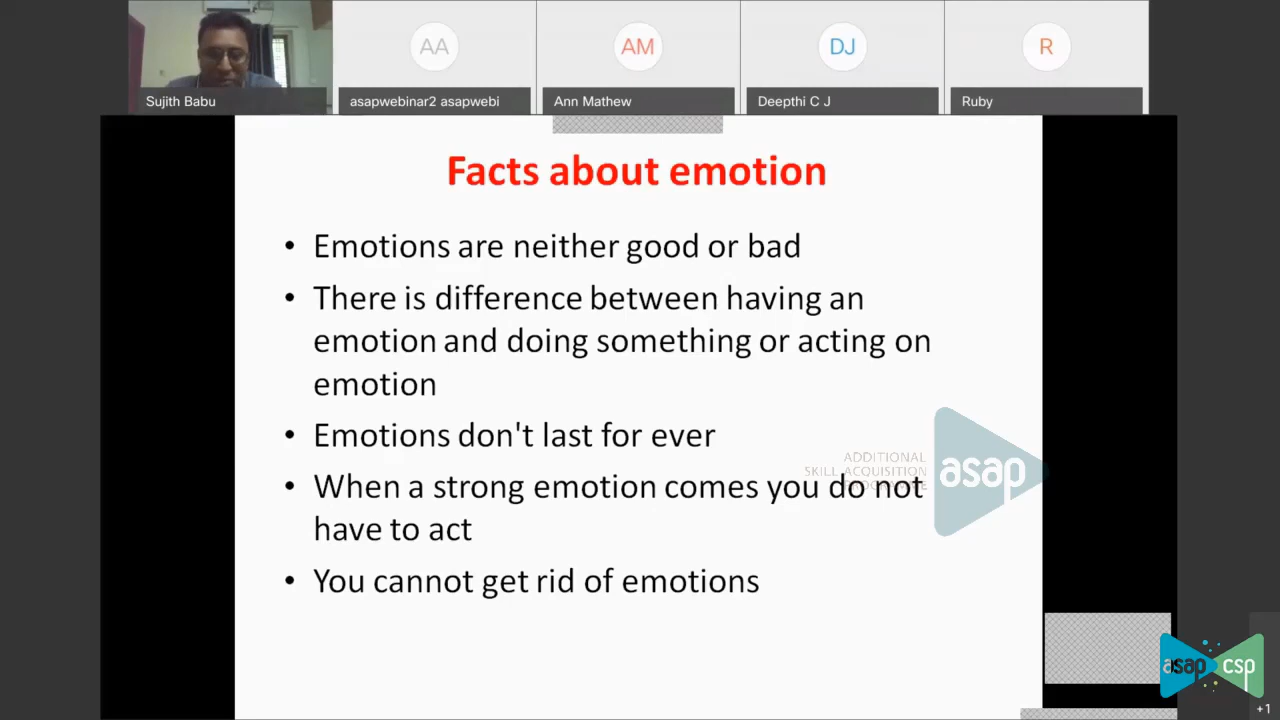 AA
AM
DJ
R
Sujith Babu
asapwebinar2 asapwebi
Ann Mathew
Deepthi C J
Ruby
Facts about emotion
• Emotions are neither good or bad
• There is difference between having an
emotion and doing something or acting on
emotion
• Emotions don't last for ever
ADDITIONAL
SKILL ACQUISITION
PROGRAMME
asap
• When a strong emotion comes you do not
have to act
• You cannot get rid of emotions
asap csp
+1